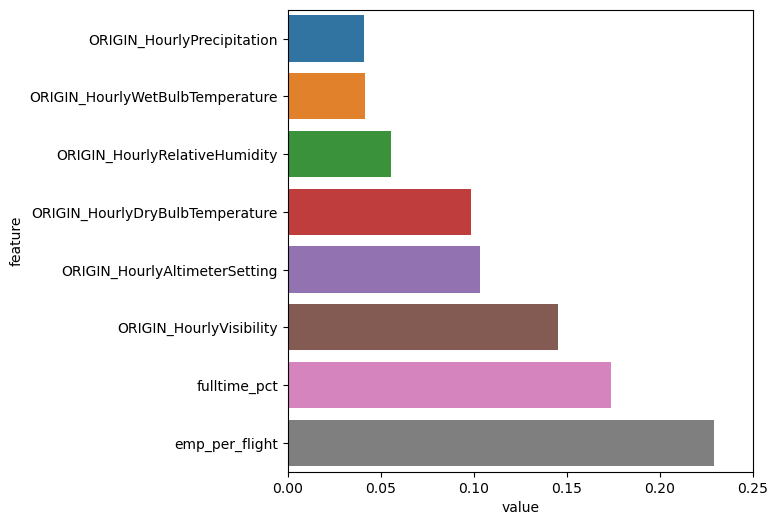 ORIGIN_HourlyPrecipitation
ORIGIN_HourlyWetBulbTemperature
ORIGIN_HourlyRelativeHumidity
ORIGIN_HourlyDryBulbTemperature
ORIGIN_HourlyAltimeterSetting
ORIGIN_HourlyVisibility
fulltime_pct
emp_per_flight
feature
0.00 0.05 0.10 0.15 0.20 0.25
value